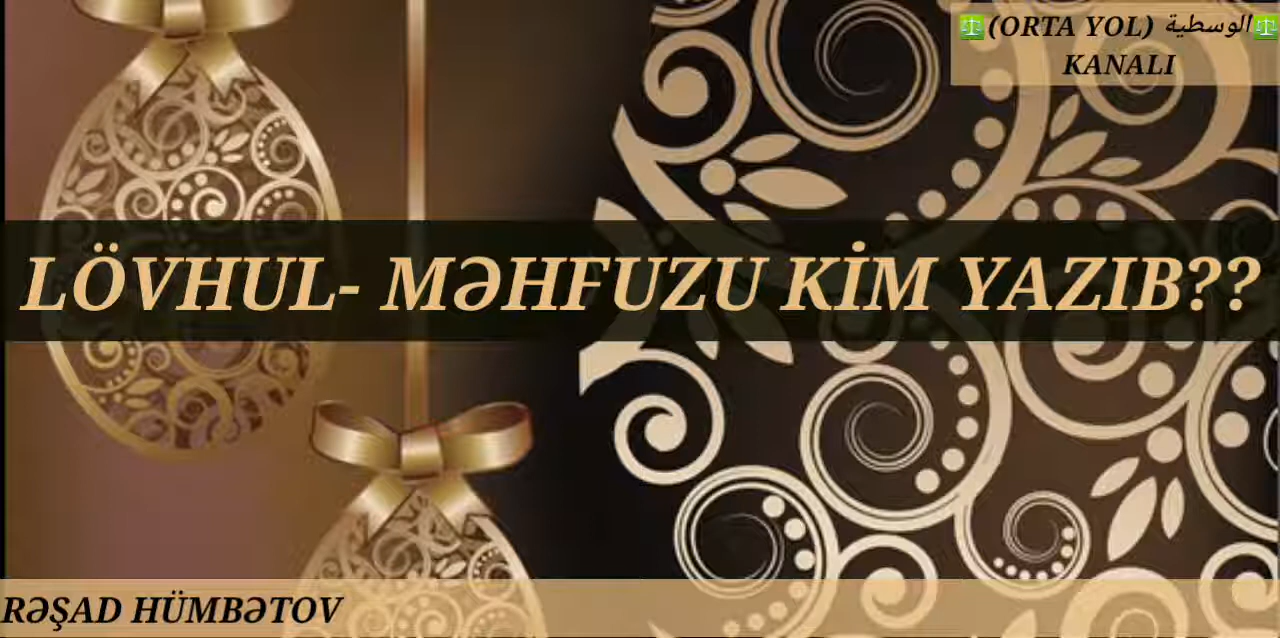 (ORTA YOL) الوسطية
KANALI
LÖVHUL- MƏHFUZU KİM YAZIB??
RƏŞAD HÜMBƏTOV